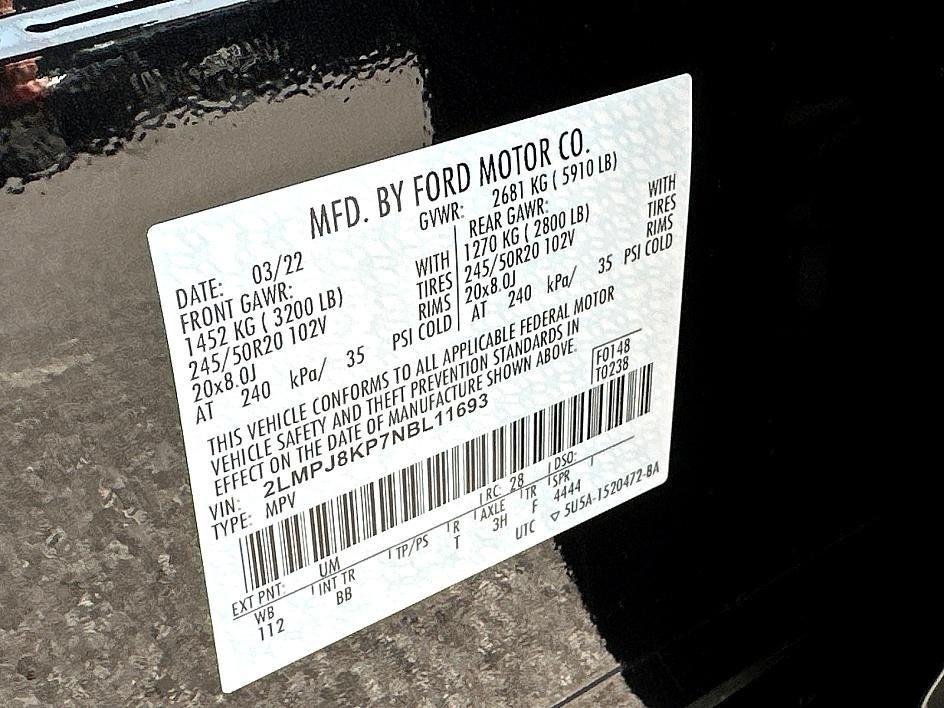 MFD. BY FORD MOTOR CO.
DATE: 03/22
GVWR: 2681 KG ( 5910 LB)
FRONT GAWR:
1452 KG ( 3200 LB) WITH
245/50R20 102V TIRES
20x8.0J RIMS
AT 240 kPa/ 35 PSI COLD
REAR GAWR:
1270 KG ( 2800 LB) WITH
245/50R20 102V TIRES
20x8.0J RIMS
AT 240 kPa/ 35 PSI COLD
THIS VEHICLE CONFORMS TO ALL APPLICABLE FEDERAL MOTOR
VEHICLE SAFETY AND THEFT PREVENTION STANDARDS IN
EFFECT ON THE DATE OF MANUFACTURE SHOWN ABOVE.
F0148
T0238
VIN: 2LMPJ8KP7NBL11693
TYPE: MPV
EXT PNT: UM RC: 28 DSO:
WB INT TR TP/PS R AXLE TR SPR
112 BB T 3H F 4444
UTC ▽ 5U5A-1520472-BA